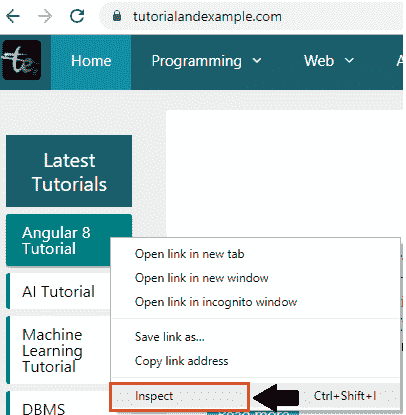 tutorialandexample.com
te
Home Programming Web A
Latest
Tutorials
Angular 8
Tutorial
AI Tutorial
Machine
Learning
Tutorial
DBMS
Open link in new tab
Open link in new window
Open link in incognito window
Save link as...
Copy link address
Inspect Ctrl+Shift+I